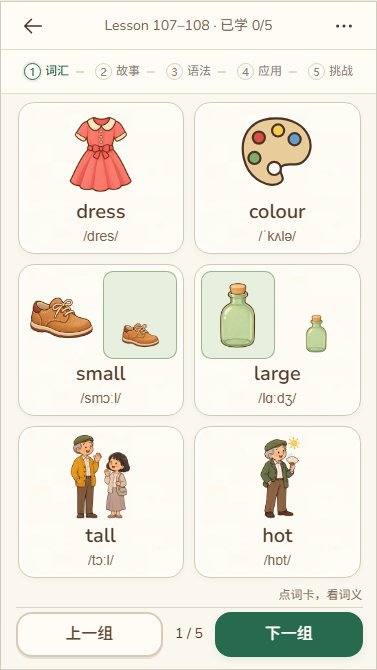 Lesson 107–108 · 已学 0/5
1 词汇 2 故事 3 语法 4 应用 5 挑战
dress colour
/dres/ /ˈkʌlə/
small large
/smɔːl/ /lɑːdʒ/
tall hot
/tɔːl/ /hɒt/
点词卡，看词义
上一组 1 / 5 下一组